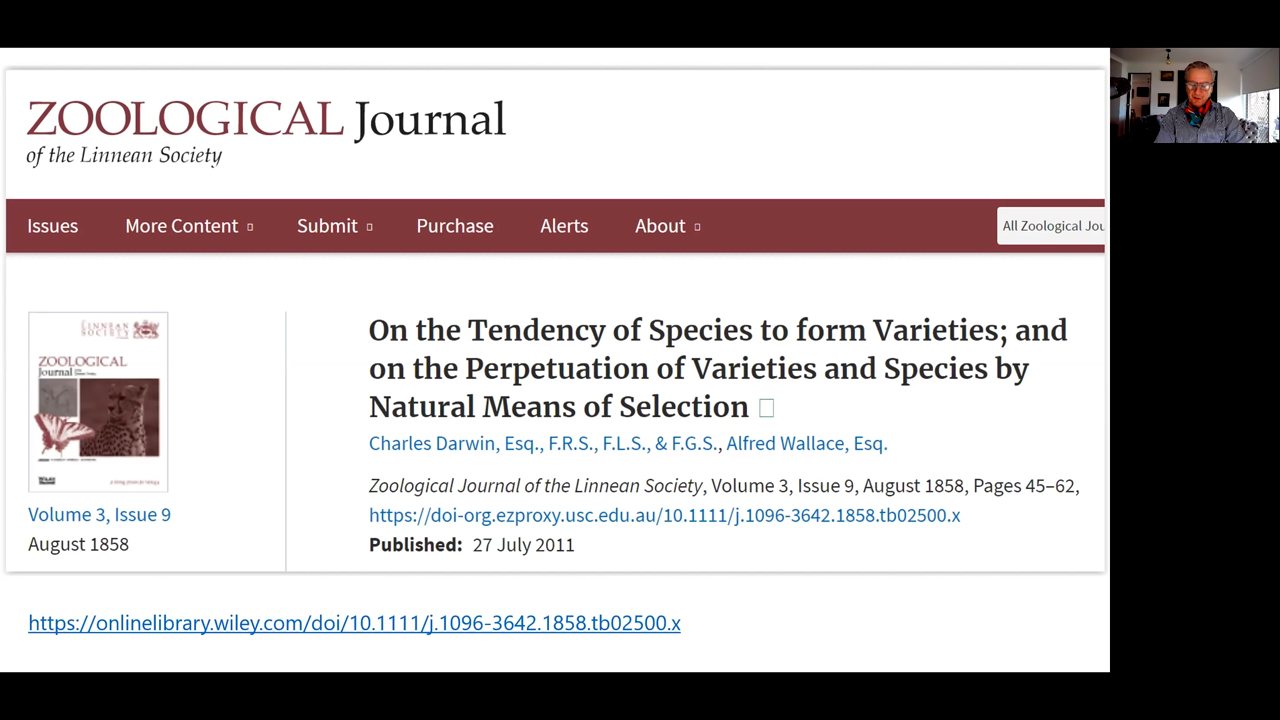 ZOOLOGICAL Journal
of the Linnean Society
Issues More Content Submit Purchase Alerts About All Zoological Jou
LINNEAN
SOCIETY
ZOOLOGICAL
Journal
On the Tendency of Species to form Varieties; and
on the Perpetuation of Varieties and Species by
Natural Means of Selection
Charles Darwin, Esq., F.R.S., F.L.S., & F.G.S., Alfred Wallace, Esq.
Zoological Journal of the Linnean Society, Volume 3, Issue 9, August 1858, Pages 45–62,
https://doi-org.ezproxy.usc.edu.au/10.1111/j.1096-3642.1858.tb02500.x
Published: 27 July 2011
Volume 3, Issue 9
August 1858
https://onlinelibrary.wiley.com/doi/10.1111/j.1096-3642.1858.tb02500.x